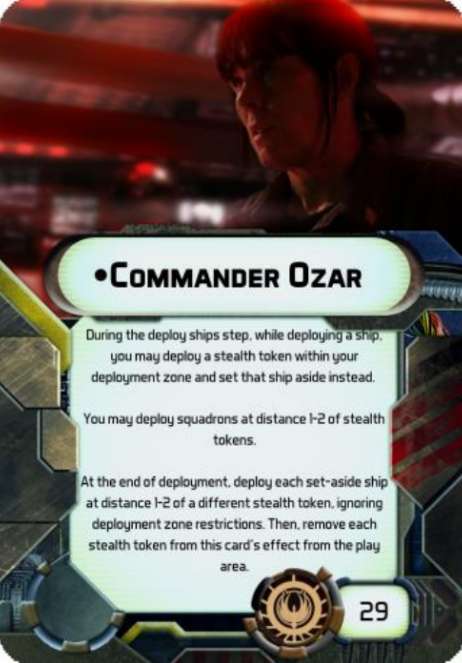 •Commander Ozar
During the deploy ships step, while deploying a ship,
you may deploy a stealth token within your
deployment zone and set that ship aside instead.
You may deploy squadrons at distance 1-2 of stealth
tokens.
At the end of deployment, deploy each set-aside ship
at distance 1-2 of a different stealth token, ignoring
deployment zone restrictions. Then, remove each
stealth token from this card's effect from the play
area.
29